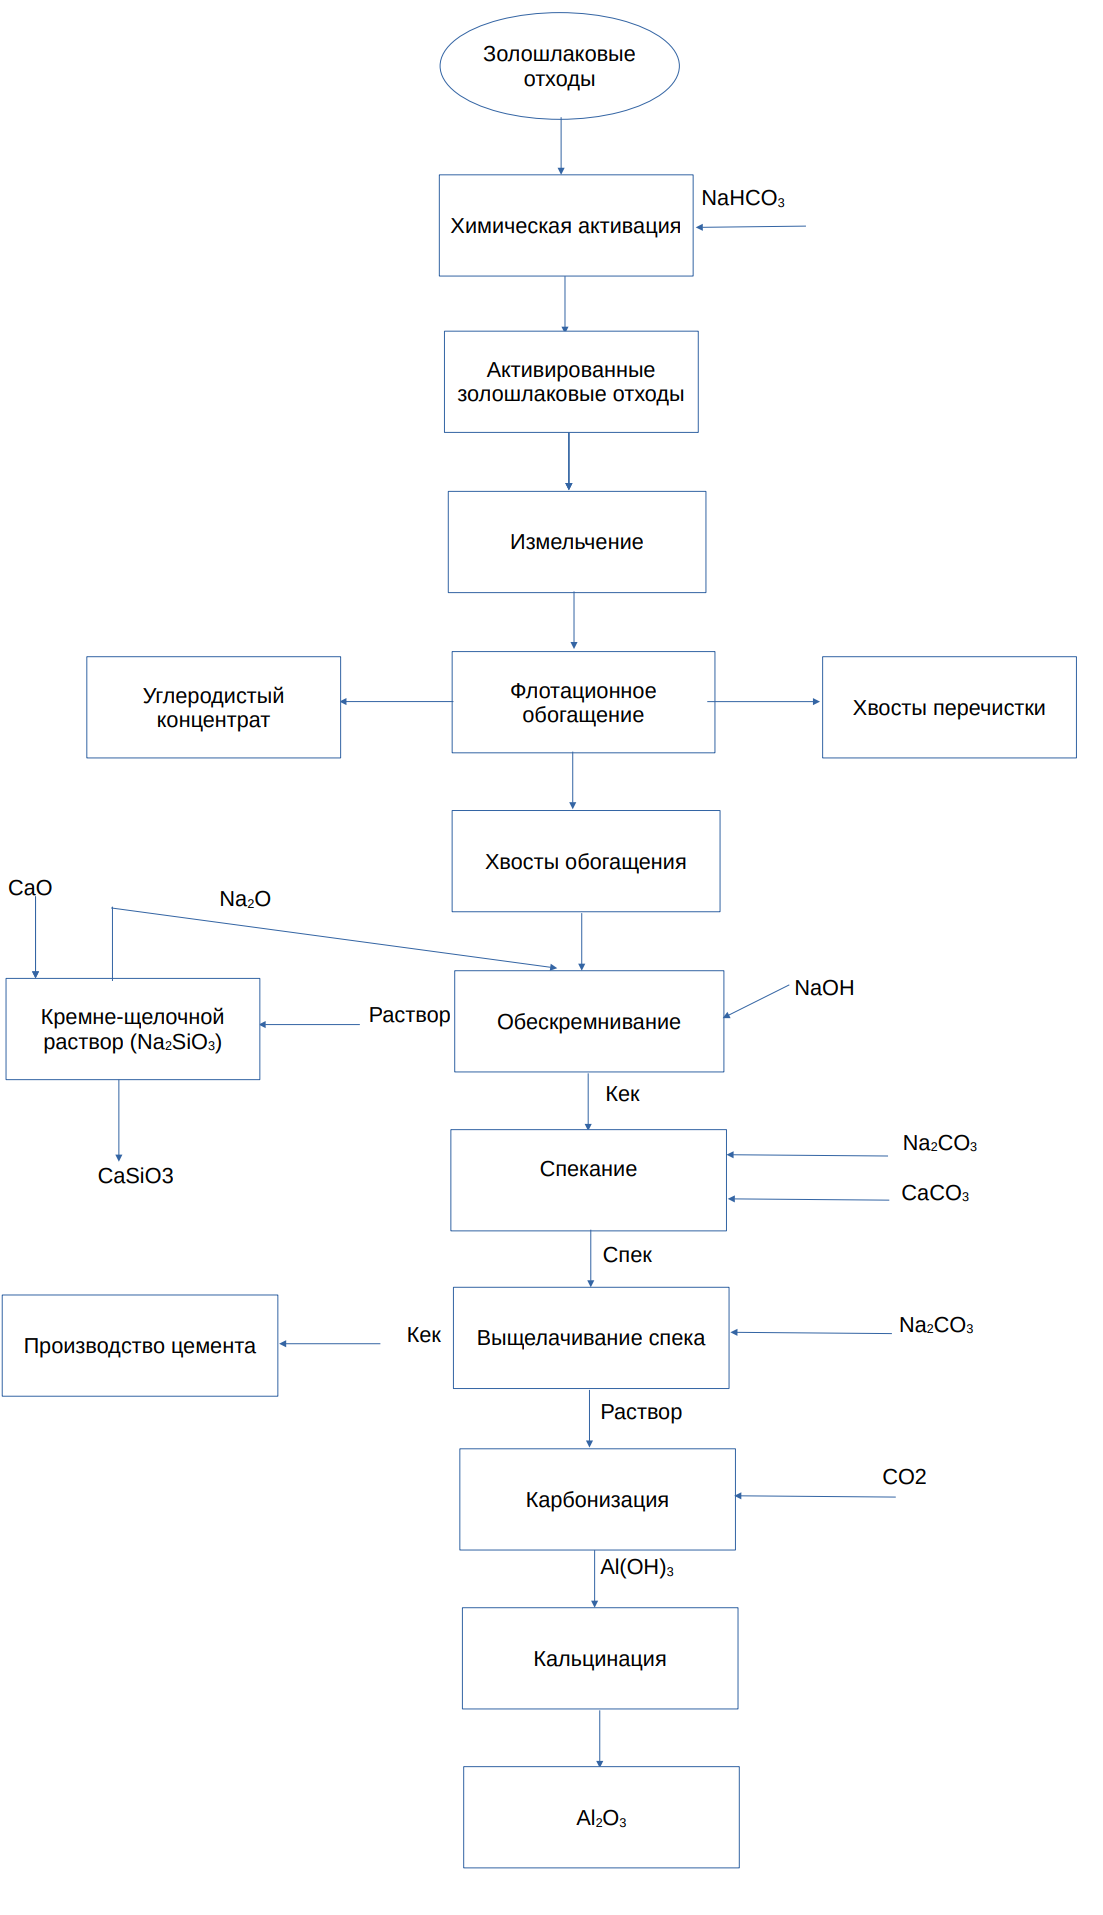 Золошлаковые
отходы
NaHCO₃
Химическая активация
Активированные
золошлаковые отходы
Измельчение
Углеродистый
концентрат
Флотационное
обогащение
Хвосты перечистки
Хвосты обогащения
CaO
Na₂O
Кремне-щелочной
раствор (Na₂SiO₃)
Раствор
Обескремнивание
NaOH
Кек
CaSiO3
Спекание
Na₂CO₃
CaCO₃
Спек
Производство цемента
Кек
Выщелачивание спека
Na₂CO₃
Раствор
Карбонизация
CO2
Al(OH)₃
Кальцинация
Al₂O₃